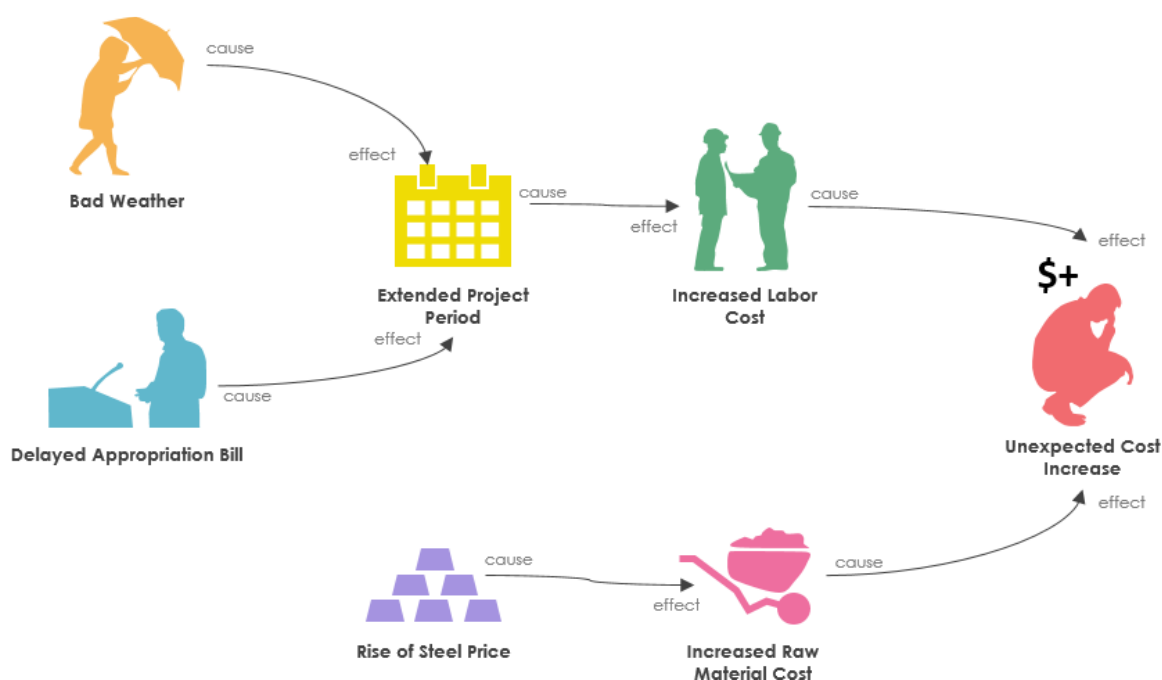 cause
effect
Bad Weather
cause
effect
cause
effect
$+
Extended Project
Period
Increased Labor
Cost
effect
cause
Delayed Appropriation Bill
Unexpected Cost
Increase
effect
cause
effect
cause
Rise of Steel Price
Increased Raw
Material Cost